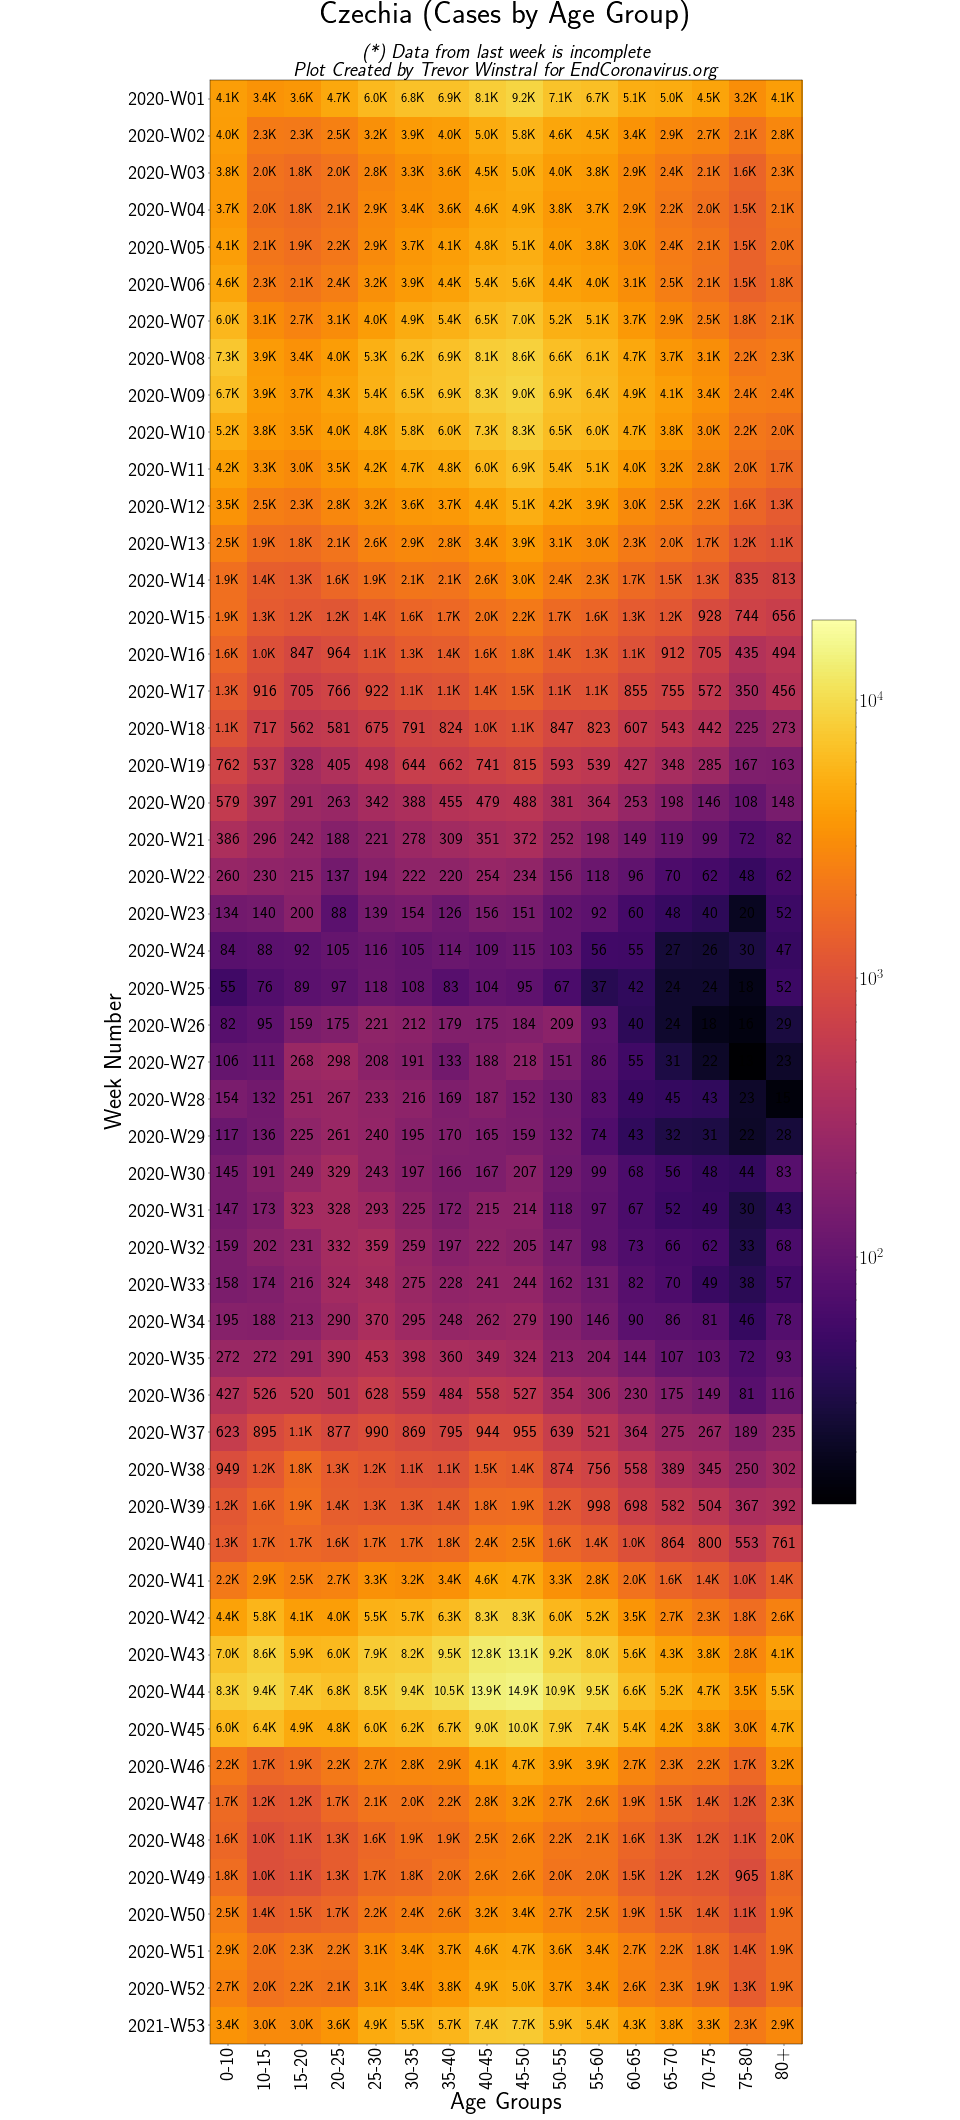 Czechia (Cases by Age Group)
(*) Data from last week is incomplete
Plot Created by Trevor Winstral for EndCoronavirus.org
2020-W01 4.1K 3.4K 3.6K 4.7K 6.0K 6.8K 6.9K 8.1K 9.2K 7.1K 6.7K 5.1K 5.0K 4.5K 3.2K 4.1K
2020-W02 4.0K 2.3K 2.3K 2.5K 3.2K 3.9K 4.0K 5.0K 5.8K 4.6K 4.5K 3.4K 2.9K 2.7K 2.1K 2.8K
2020-W03 3.8K 2.0K 1.8K 2.0K 2.8K 3.3K 3.6K 4.5K 5.0K 4.0K 3.8K 2.9K 2.4K 2.1K 1.6K 2.3K
2020-W04 3.7K 2.0K 1.8K 2.1K 2.9K 3.4K 3.6K 4.6K 4.9K 3.8K 3.7K 2.9K 2.2K 2.0K 1.5K 2.1K
2020-W05 4.1K 2.1K 1.9K 2.2K 2.9K 3.7K 4.1K 4.8K 5.1K 4.0K 3.8K 3.0K 2.4K 2.1K 1.5K 2.0K
2020-W06 4.6K 2.3K 2.1K 2.4K 3.2K 3.9K 4.4K 5.4K 5.6K 4.4K 4.0K 3.1K 2.5K 2.1K 1.5K 1.8K
2020-W07 6.0K 3.1K 2.7K 3.1K 4.0K 4.9K 5.4K 6.5K 7.0K 5.2K 5.1K 3.7K 2.9K 2.5K 1.8K 2.1K
2020-W08 7.3K 3.9K 3.4K 4.0K 5.3K 6.2K 6.9K 8.1K 8.6K 6.6K 6.1K 4.7K 3.7K 3.1K 2.2K 2.3K
2020-W09 6.7K 3.9K 3.7K 4.3K 5.4K 6.5K 6.9K 8.3K 9.0K 6.9K 6.4K 4.9K 4.1K 3.4K 2.4K 2.4K
2020-W10 5.2K 3.8K 3.5K 4.0K 4.8K 5.8K 6.0K 7.3K 8.3K 6.5K 6.0K 4.7K 3.8K 3.0K 2.2K 2.0K
2020-W11 4.2K 3.3K 3.0K 3.5K 4.2K 4.7K 4.8K 6.0K 6.9K 5.4K 5.1K 4.0K 3.2K 2.8K 2.0K 1.7K
2020-W12 3.5K 2.5K 2.3K 2.8K 3.2K 3.6K 3.7K 4.4K 5.1K 4.2K 3.9K 3.0K 2.5K 2.2K 1.6K 1.3K
2020-W13 2.5K 1.9K 1.8K 2.1K 2.6K 2.9K 2.8K 3.4K 3.9K 3.1K 3.0K 2.3K 2.0K 1.7K 1.2K 1.1K
2020-W14 1.9K 1.4K 1.3K 1.6K 1.9K 2.1K 2.1K 2.6K 3.0K 2.4K 2.3K 1.7K 1.5K 1.3K 835 813
2020-W15 1.9K 1.3K 1.2K 1.2K 1.4K 1.6K 1.7K 2.0K 2.2K 1.7K 1.6K 1.3K 1.2K 928 744 656
2020-W16 1.6K 1.0K 847 964 1.1K 1.3K 1.4K 1.6K 1.8K 1.4K 1.3K 1.1K 912 705 435 494
2020-W17 1.3K 916 705 766 922 1.1K 1.1K 1.4K 1.5K 1.1K 1.1K 855 755 572 350 456
2020-W18 1.1K 717 562 581 675 791 824 1.0K 1.1K 847 823 607 543 442 225 273
2020-W19 762 537 328 405 498 644 662 741 815 593 539 427 348 285 167 163
2020-W20 579 397 291 263 342 388 455 479 488 381 364 253 198 146 108 148
2020-W21 386 296 242 188 221 278 309 351 372 252 198 149 119 99 72 82
2020-W22 260 230 215 137 194 222 220 254 234 156 118 96 70 62 48 62
2020-W23 134 140 200 88 139 154 126 156 151 102 92 60 48 40 20 52
2020-W24 84 88 92 105 116 105 114 109 115 103 56 55 27 26 30 47
2020-W25 55 76 89 97 118 108 83 104 95 67 37 42 24 24 18 52
2020-W26 82 95 159 175 221 212 179 175 184 209 93 40 24 29
2020-W27 106 111 268 298 208 191 133 188 218 151 86 55 31 22 23
2020-W28 154 132 251 267 233 216 169 187 152 130 83 49 45 43 23
2020-W29 117 136 225 261 240 195 170 165 159 132 74 43 32 31 22 28
2020-W30 145 191 249 329 243 197 166 167 207 129 99 68 56 48 44 83
2020-W31 147 173 323 328 293 225 172 215 214 118 97 67 52 49 30 43
2020-W32 159 202 231 332 359 259 197 222 205 147 98 73 66 62 33 68
2020-W33 158 174 216 324 348 275 228 241 244 162 131 82 70 49 38 57
2020-W34 195 188 213 290 370 295 248 262 279 190 146 90 86 81 46 78
2020-W35 272 272 291 390 453 398 360 349 324 213 204 144 107 103 72 93
2020-W36 427 526 520 501 628 559 484 558 527 354 306 230 175 149 81 116
2020-W37 623 895 1.1K 877 990 869 795 944 955 639 521 364 275 267 189 235
2020-W38 949 1.2K 1.8K 1.3K 1.2K 1.1K 1.1K 1.5K 1.4K 874 756 558 389 345 250 302
2020-W39 1.2K 1.6K 1.9K 1.4K 1.3K 1.3K 1.4K 1.8K 1.9K 1.2K 998 698 582 504 367 392
2020-W40 1.3K 1.7K 1.7K 1.6K 1.7K 1.7K 1.8K 2.4K 2.5K 1.6K 1.4K 1.0K 864 800 553 761
2020-W41 2.2K 2.9K 2.5K 2.7K 3.3K 3.2K 3.4K 4.6K 4.7K 3.3K 2.8K 2.0K 1.6K 1.4K 1.0K 1.4K
2020-W42 4.4K 5.8K 4.1K 4.0K 5.5K 5.7K 6.3K 8.3K 8.3K 6.0K 5.2K 3.5K 2.7K 2.3K 1.8K 2.6K
2020-W43 7.0K 8.6K 5.9K 6.0K 7.9K 8.2K 9.5K 12.8K 13.1K 9.2K 8.0K 5.6K 4.3K 3.8K 2.8K 4.1K
2020-W44 8.3K 9.4K 7.4K 6.8K 8.5K 9.4K 10.5K 13.9K 14.9K 10.9K 9.5K 6.6K 5.2K 4.7K 3.5K 5.5K
2020-W45 6.0K 6.4K 4.9K 4.8K 6.0K 6.2K 6.7K 9.0K 10.0K 7.9K 7.4K 5.4K 4.2K 3.8K 3.0K 4.7K
2020-W46 2.2K 1.7K 1.9K 2.2K 2.7K 2.8K 2.9K 4.1K 4.7K 3.9K 3.9K 2.7K 2.3K 2.2K 1.7K 3.2K
2020-W47 1.7K 1.2K 1.2K 1.7K 2.1K 2.0K 2.2K 2.8K 3.2K 2.7K 2.6K 1.9K 1.5K 1.4K 1.2K 2.3K
2020-W48 1.6K 1.0K 1.1K 1.3K 1.6K 1.9K 1.9K 2.5K 2.6K 2.2K 2.1K 1.6K 1.3K 1.2K 1.1K 2.0K
2020-W49 1.8K 1.0K 1.1K 1.3K 1.7K 1.8K 2.0K 2.6K 2.6K 2.0K 2.0K 1.5K 1.2K 1.2K 965 1.8K
2020-W50 2.5K 1.4K 1.5K 1.7K 2.2K 2.4K 2.6K 3.2K 3.4K 2.7K 2.5K 1.9K 1.5K 1.4K 1.1K 1.9K
2020-W51 2.9K 2.0K 2.3K 2.2K 3.1K 3.4K 3.7K 4.6K 4.7K 3.6K 3.4K 2.7K 2.2K 1.8K 1.4K 1.9K
2020-W52 2.7K 2.0K 2.2K 2.1K 3.1K 3.4K 3.8K 4.9K 5.0K 3.7K 3.4K 2.6K 2.3K 1.9K 1.3K 1.9K
2021-W53 3.4K 3.0K 3.0K 3.6K 4.9K 5.5K 5.7K 7.4K 7.7K 5.9K 5.4K 4.3K 3.8K 3.3K 2.3K 2.9K
0-10 10-15 15-20 20-25 25-30 30-35 35-40 40-45 45-50 50-55 55-60 60-65 65-70 70-75 75-80 80+
Age Groups
Week Number
10⁴
10³
10²